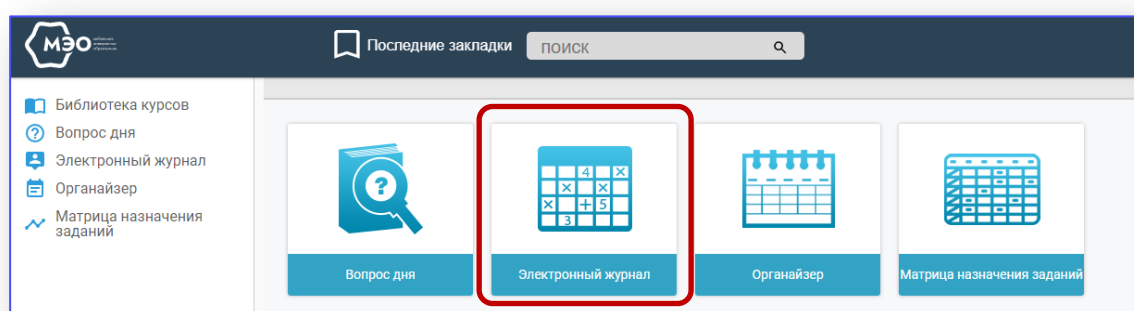 МЭО
Последние закладки
поиск
Библиотека курсов
Вопрос дня
Электронный журнал
Органайзер
Матрица назначения
заданий
?
4 X
X X
X + 5
3
Вопрос дня
Электронный журнал
Органайзер
Матрица назначения заданий